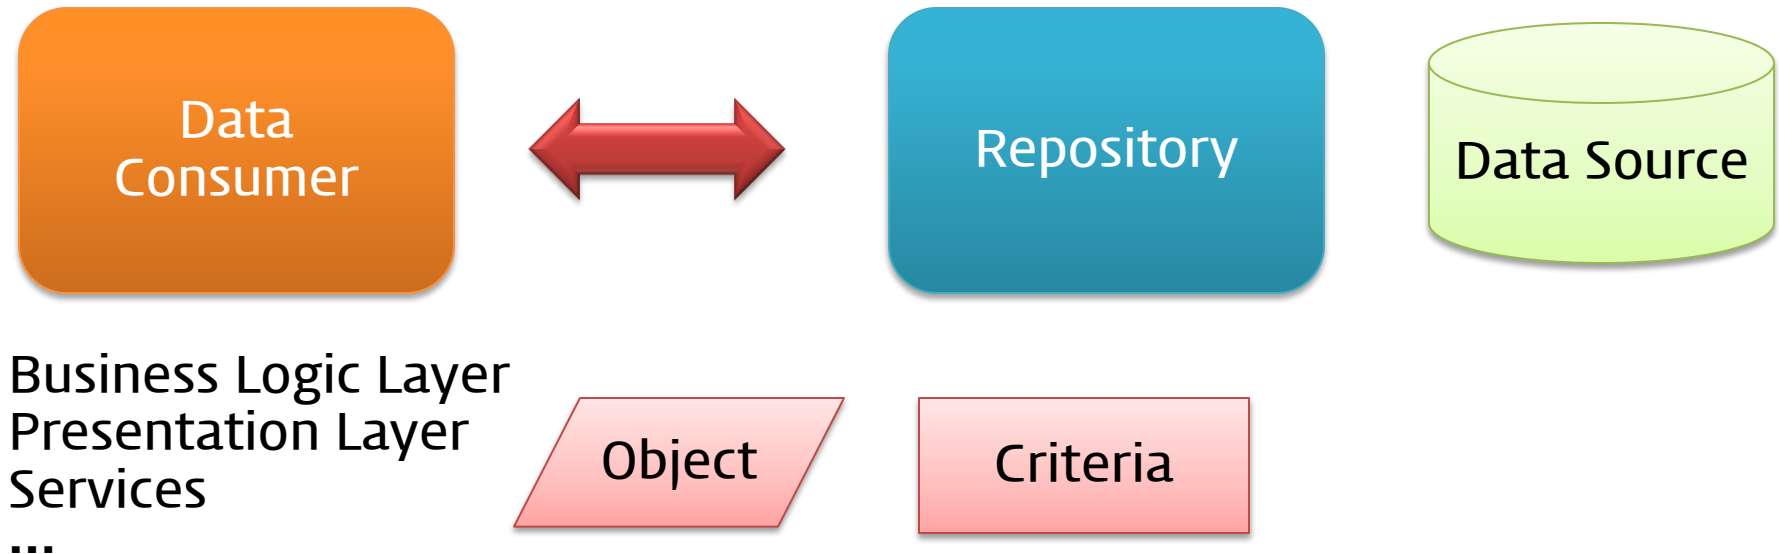 Data
Consumer
Repository
Data Source
Business Logic Layer
Presentation Layer
Services
...
Object
Criteria